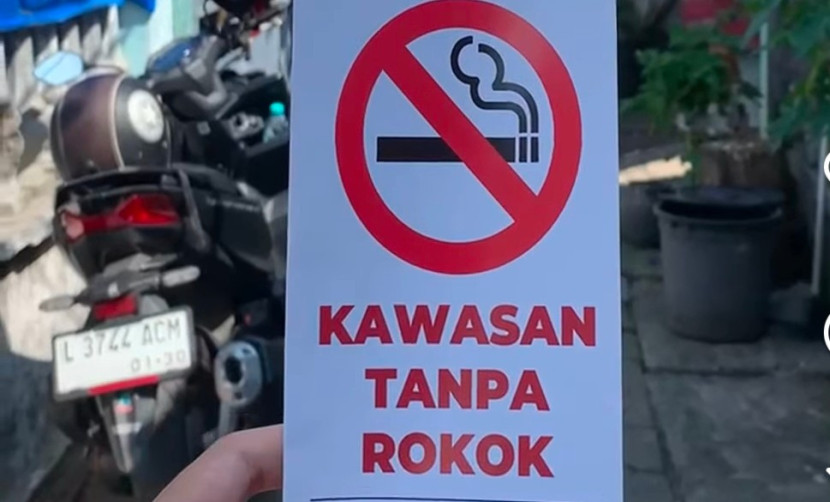 KAWASAN
TANPA
ROKOK
L 3744 ACM
01-30